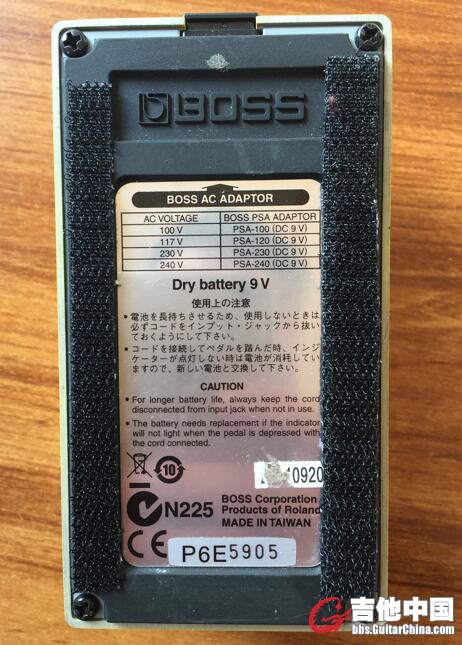 BOSS
BOSS AC ADAPTOR
AC VOLTAGE BOSS PSA ADAPTOR
100 V PSA-100 (DC 9 V)
117 V PSA-120 (DC 9 V)
230 V PSA-230 (DC 9 V)
240 V PSA-240 (DC 9 V)
Dry battery 9 V
使用上の注意
• 電池を長持ちさせるため、使用しないときは
必ずコードをインプット・ジャックから抜い
ておくようにして下さい。
• コードを接続してペダルを踏んだ時、インジ
ケーターが点灯しない時は電池が消耗してい
ますので、新しい電池と交換して下さい。
CAUTION
• For longer battery life, always keep the cord
disconnected from input jack when not in use.
• The battery needs replacement if the indicator
will not light when the pedal is depressed with
the cord connected.
10
0920
N225
BOSS Corporation
Products of Roland
MADE IN TAIWAN
CE
P6E5905
吉他中国
bbs.GuitarChina.com